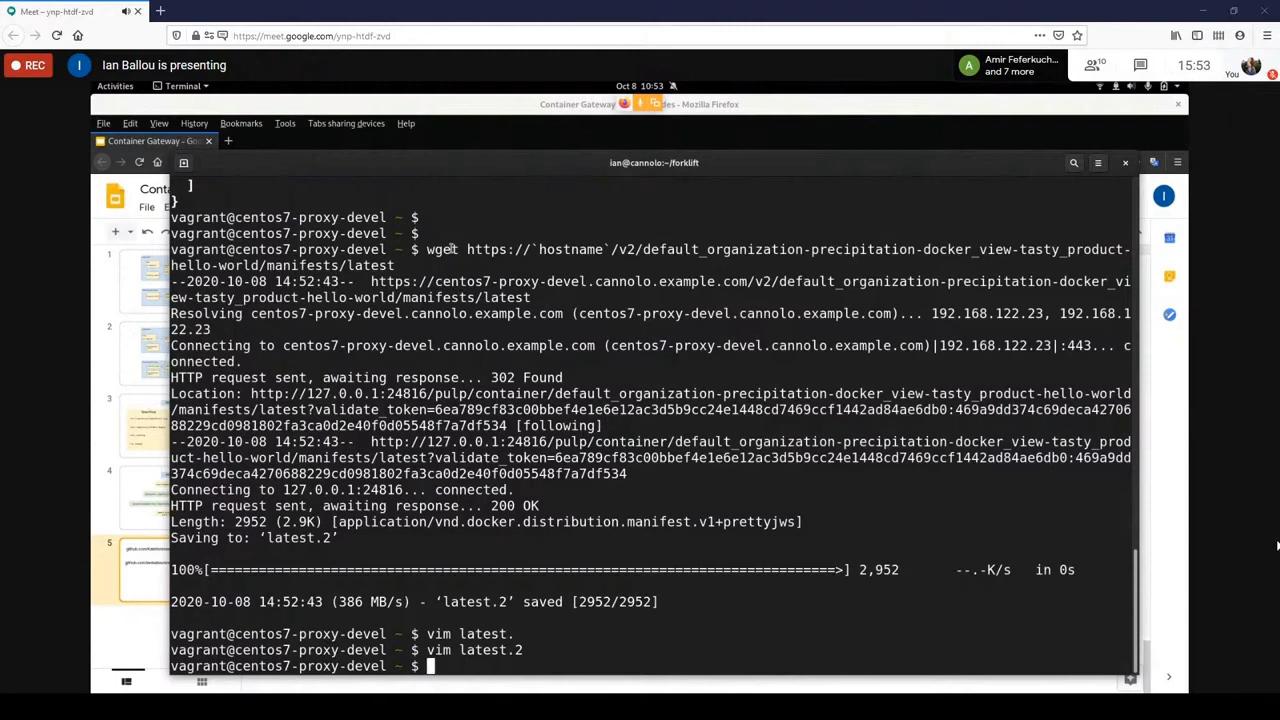 Meet – ynp-htdf-zvd
https://meet.google.com/ynp-htdf-zvd
REC
I
Ian Ballou is presenting
A
Amir Feferkuch...
and 7 more
10
15:53
You
Activities
Terminal
Oct 8 10:53
Container Gateway
des - Mozilla Firefox
File Edit View History Bookmarks Tools Tabs sharing devices Help
Container Gateway - Goo
ian@cannolo:~/forklift
Conta
File
I
]
}
vagrant@centos7-proxy-devel ~ $
vagrant@centos7-proxy-devel ~ $
vagrant@centos7-proxy-devel ~ $ wget https://`hostname`/v2/default_organization-precipitation-docker_view-tasty_product-
hello-world/manifests/latest
--2020-10-08 14:52:43-- https://centos7-proxy-devel.cannolo.example.com/v2/default_organization-precipitation-docker_vi
ew-tasty_product-hello-world/manifests/latest
Resolving centos7-proxy-devel.cannolo.example.com (centos7-proxy-devel.cannolo.example.com)... 192.168.122.23, 192.168.1
22.23
Connecting to centos7-proxy-devel.cannolo.example.com (centos7-proxy-devel.cannolo.example.com)|192.168.122.23|:443... c
onnected.
HTTP request sent, awaiting response... 302 Found
Location: http://127.0.0.1:24816/pulp/container/default_organization-precipitation-docker_view-tasty_product-hello-world
/manifests/latest?validate_token=6ea789cf83c00bbef4e1e6e12ac3d5b9cc24e1448cd7469ccf1442ad84ae6db0:469a9dd374c69deca42706
88229cd0981802fa3ca0d2e40f0d05548f7a7df534 [following]
--2020-10-08 14:52:43-- http://127.0.0.1:24816/pulp/container/default_organization-precipitation-docker_view-tasty_prod
uct-hello-world/manifests/latest?validate_token=6ea789cf83c00bbef4e1e6e12ac3d5b9cc24e1448cd7469ccf1442ad84ae6db0:469a9dd
374c69deca4270688229cd0981802fa3ca0d2e40f0d05548f7a7df534
Connecting to 127.0.0.1:24816... connected.
HTTP request sent, awaiting response... 200 OK
Length: 2952 (2.9K) [application/vnd.docker.distribution.manifest.v1+prettyjws]
Saving to: ‘latest.2’
100%[==============================================================================>] 2,952 --.-K/s in 0s
2020-10-08 14:52:43 (386 MB/s) - ‘latest.2’ saved [2952/2952]
vagrant@centos7-proxy-devel ~ $ vim latest.
vagrant@centos7-proxy-devel ~ $ vim latest.2
vagrant@centos7-proxy-devel ~ $
1
2
3
4
5